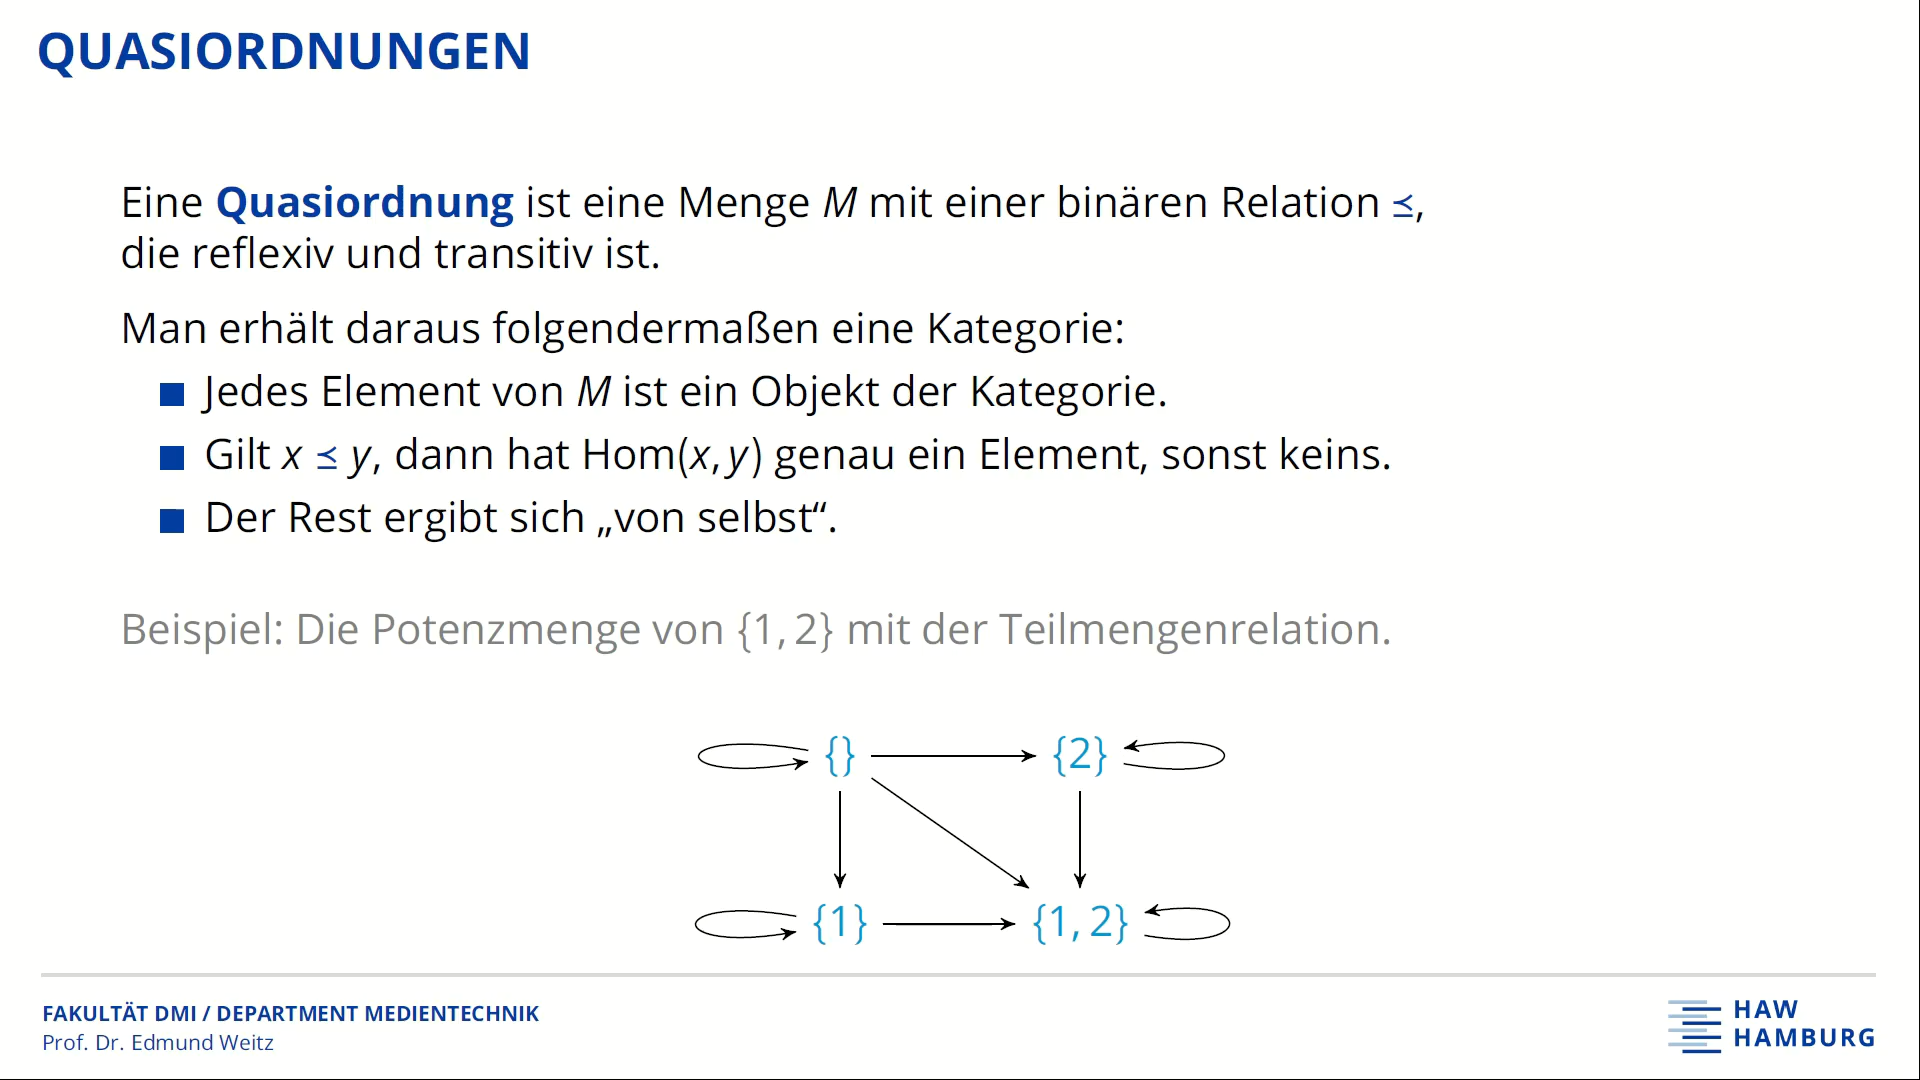 QUASIORDNUNGEN
Eine Quasiordnung ist eine Menge M mit einer binären Relation ⪯,
die reflexiv und transitiv ist.
Man erhält daraus folgendermaßen eine Kategorie:
Jedes Element von M ist ein Objekt der Kategorie.
Gilt x ⪯ y, dann hat Hom(x, y) genau ein Element, sonst keins.
Der Rest ergibt sich „von selbst“.
Beispiel: Die Potenzmenge von {1, 2} mit der Teilmengenrelation.
{} {2}
{1} {1, 2}
FAKULTÄT DMI / DEPARTMENT MEDIENTECHNIK
Prof. Dr. Edmund Weitz
HAW
HAMBURG